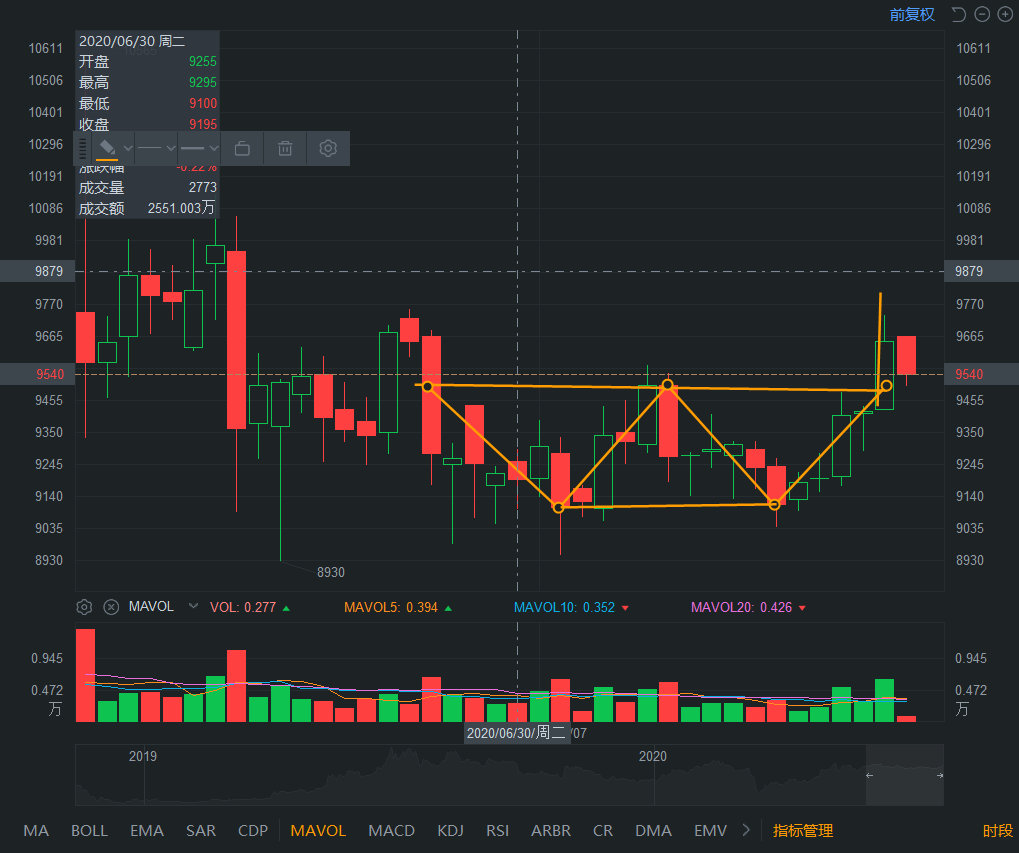 前复权
2020/06/30 周二
开盘 9255
最高 9295
最低 9100
收盘 9195
涨跌幅 -0.22%
成交量 2773
成交额 2551.003万
10611 10611
10506 10506
10401 10401
10296 10296
10191 10191
10086 10086
9981 9981
9879 9879
9770 9770
9665 9665
9540 9540
9455 9455
9350 9350
9245 9245
9140 9140
9035 9035
8930 8930
8930
MAVOL VOL: 0.277 MAVOL5: 0.394 MAVOL10: 0.352 MAVOL20: 0.426
0.945 0.945
0.472 0.472
万 万
2020/06/30/周二 /07
2019 2020
MA BOLL EMA SAR CDP MAVOL MACD KDJ RSI ARBR CR DMA EMV 指标管理 时段